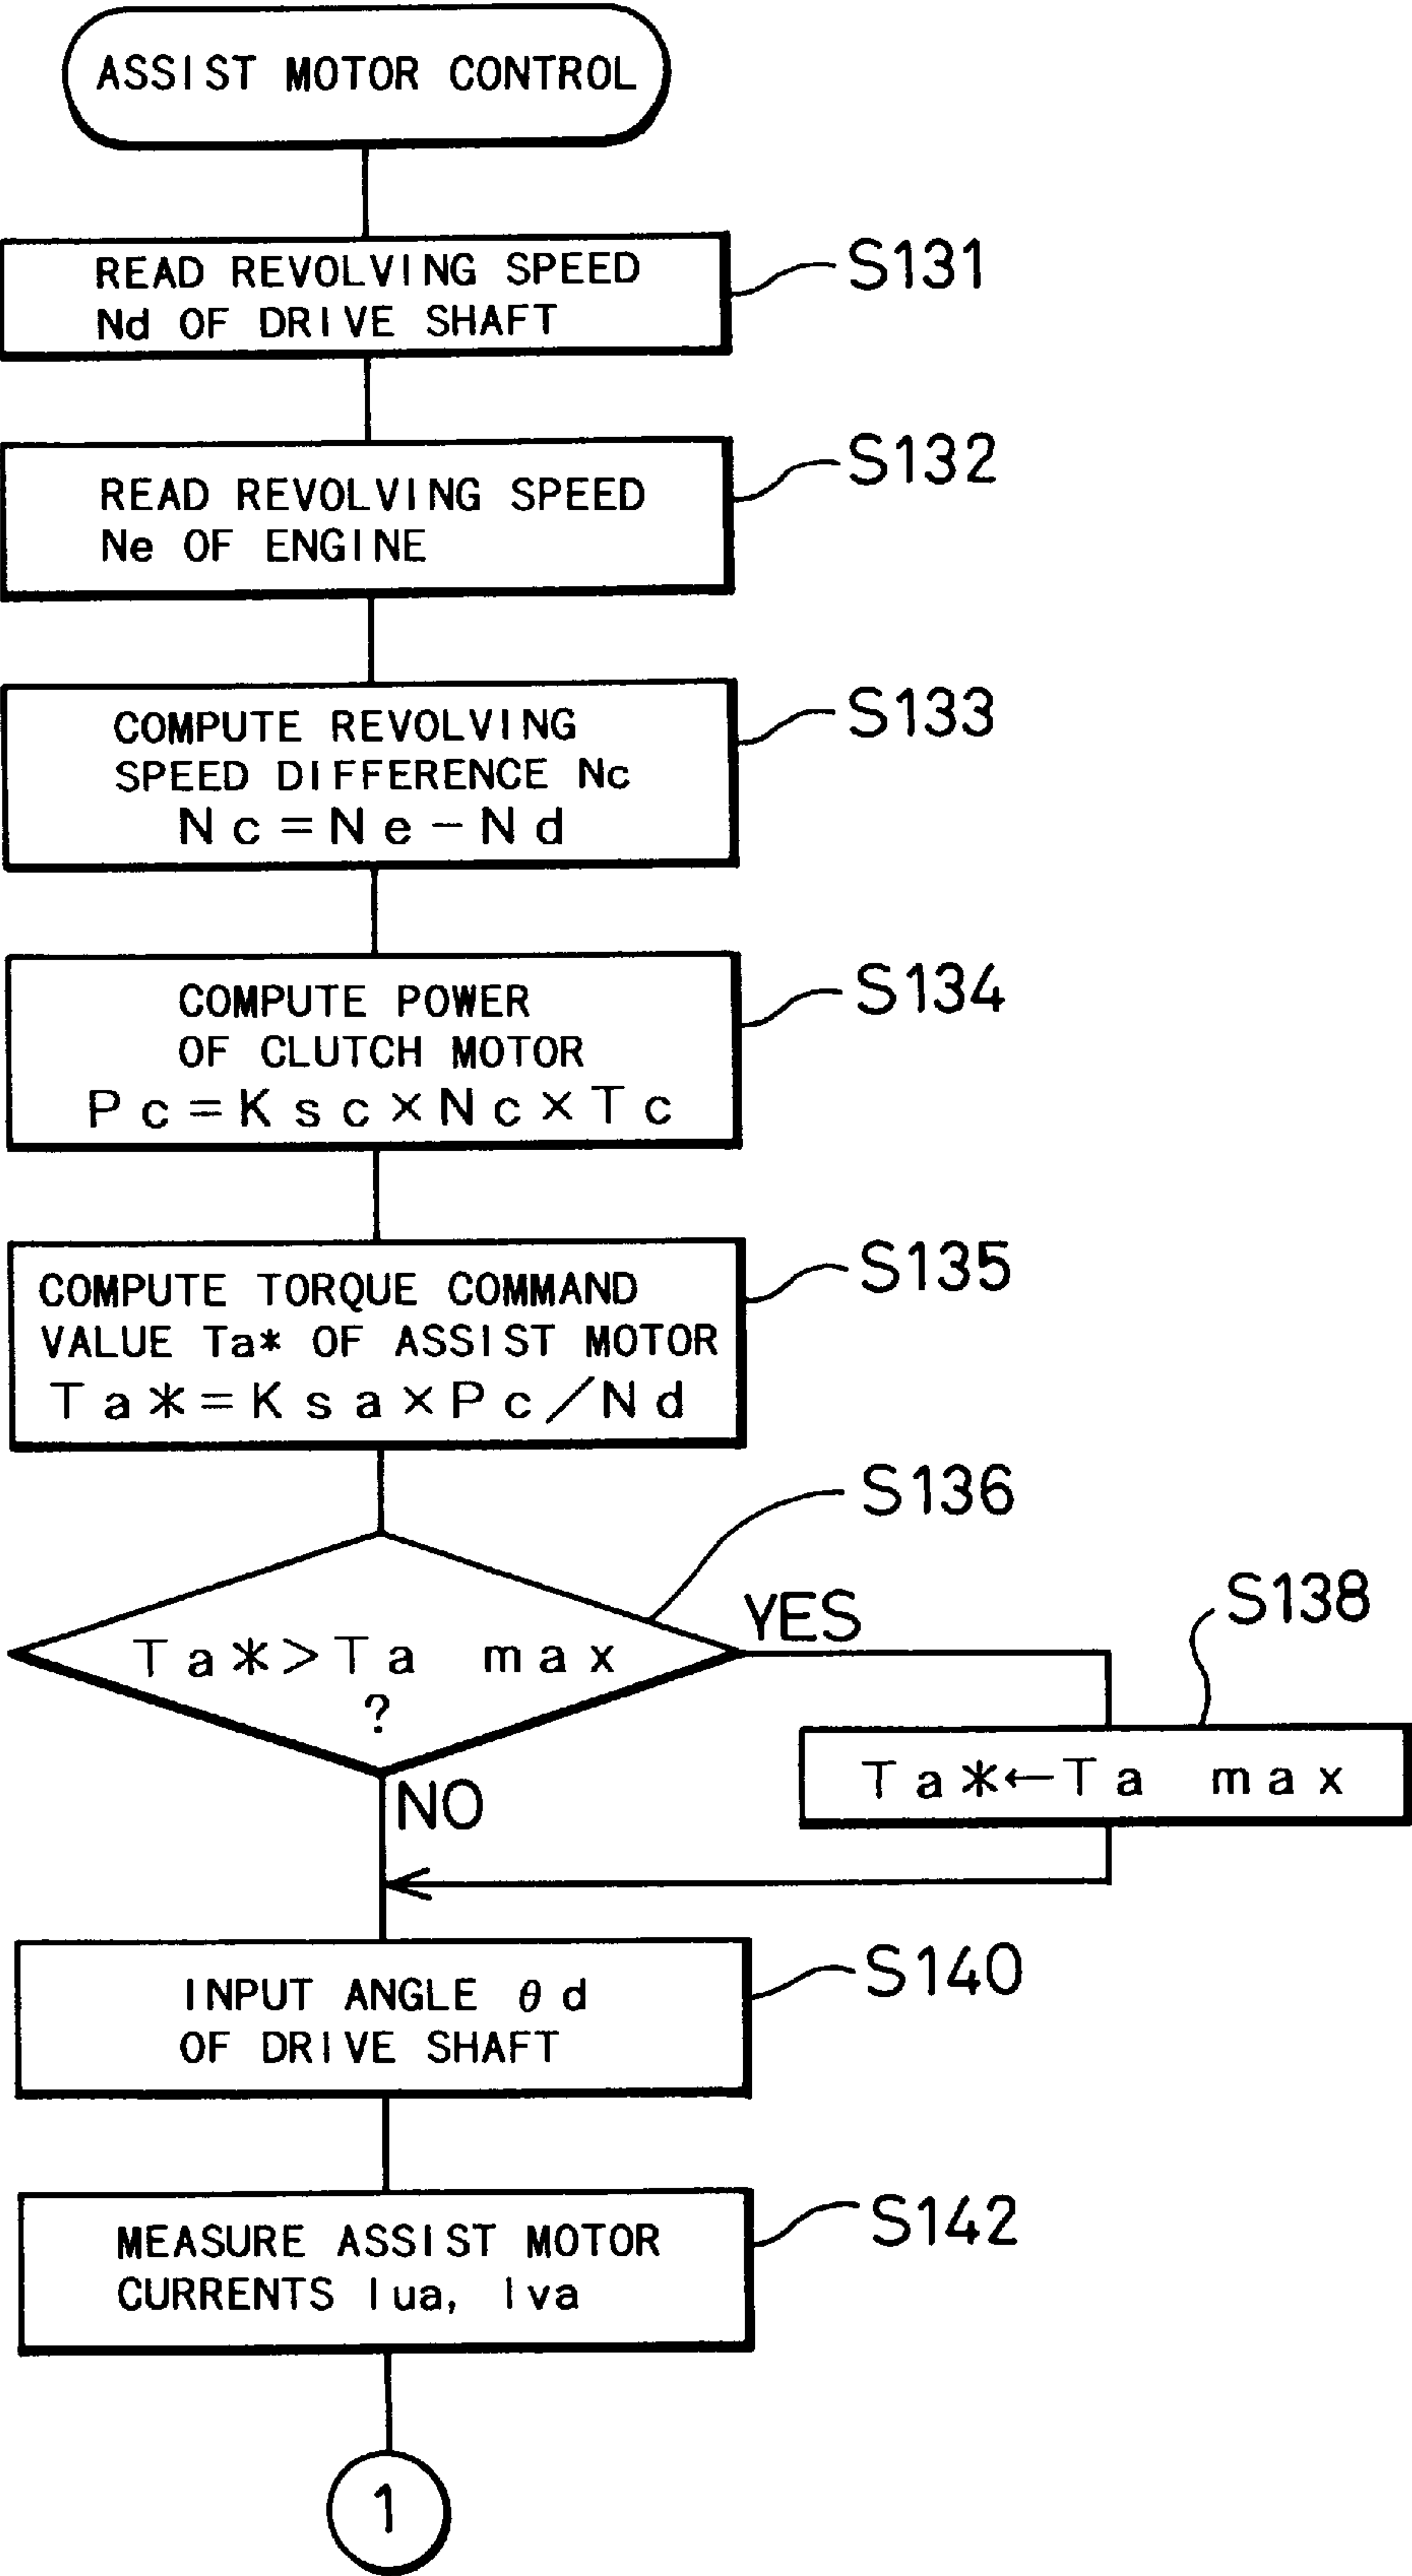 ASSIST MOTOR CONTROL
READ REVOLVING SPEED
Nd OF DRIVE SHAFT
S131
READ REVOLVING SPEED
Ne OF ENGINE
S132
COMPUTE REVOLVING
SPEED DIFFERENCE Nc
Nc=Ne-Nd
S133
COMPUTE POWER
OF CLUTCH MOTOR
Pc=Ksc×Nc×Tc
S134
COMPUTE TORQUE COMMAND
VALUE Ta* OF ASSIST MOTOR
Ta*=Ksa×Pc/Nd
S135
Ta*>Ta max
?
S136
YES
NO
Ta*←Ta max
S138
INPUT ANGLE θd
OF DRIVE SHAFT
S140
MEASURE ASSIST MOTOR
CURRENTS Iua, Iva
S142
1